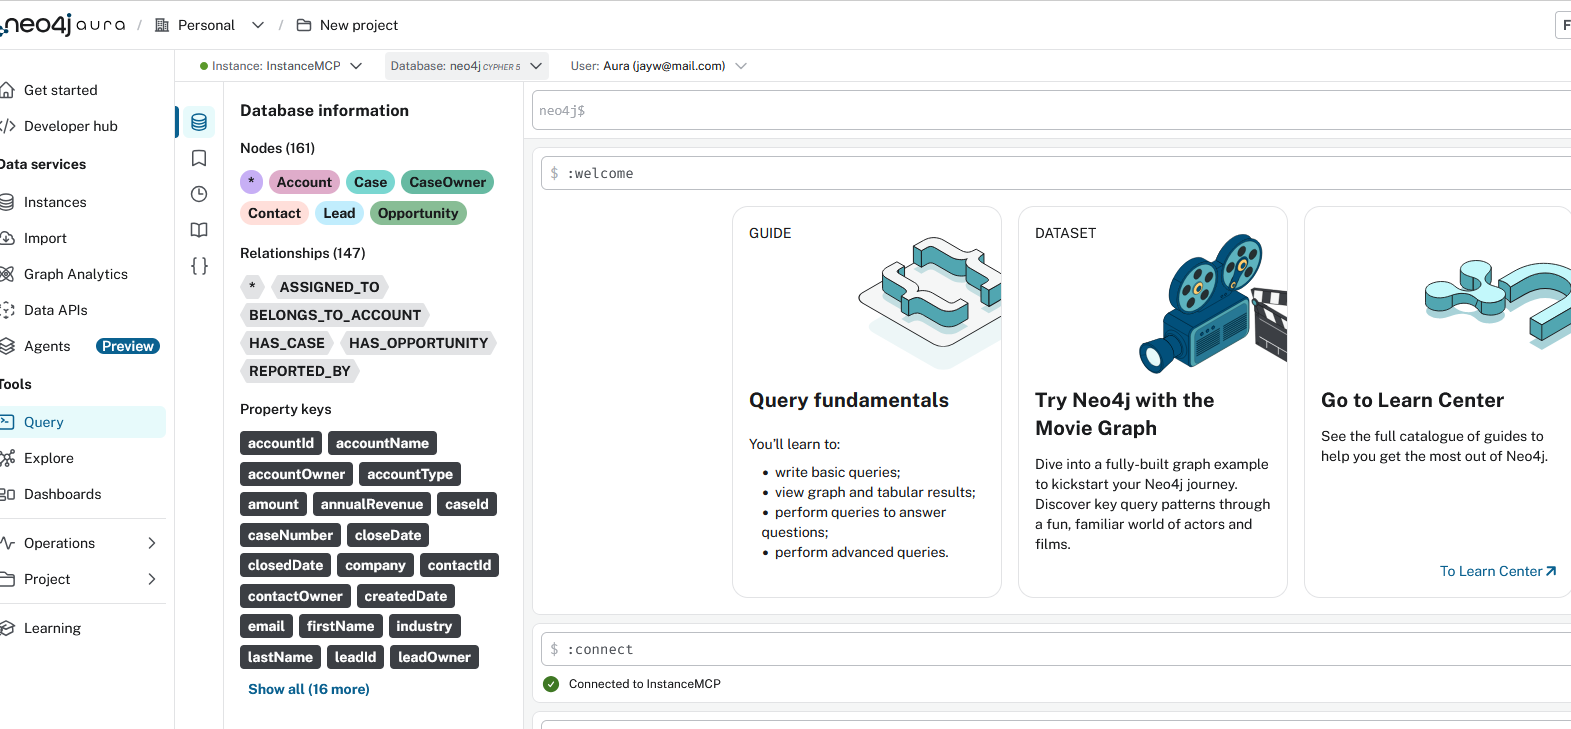 neo4j aura / Personal / New project F
Instance: InstanceMCP Database: neo4j CYPHER 5 User: Aura (jayw@mail.com)
Get started
Developer hub
Data services
Instances
Import
Graph Analytics
Data APIs
Agents Preview
Tools
Query
Explore
Dashboards
Operations
Project
Learning
Database information
Nodes (161)
* Account Case CaseOwner
Contact Lead Opportunity
Relationships (147)
* ASSIGNED_TO
BELONGS_TO_ACCOUNT
HAS_CASE HAS_OPPORTUNITY
REPORTED_BY
Property keys
accountId accountName
accountOwner accountType
amount annualRevenue caseId
caseNumber closeDate
closedDate company contactId
contactOwner createdDate
email firstName industry
lastName leadId leadOwner
Show all (16 more)
neo4j$
$ :welcome
GUIDE
Query fundamentals
You'll learn to:
• write basic queries;
• view graph and tabular results;
• perform queries to answer
questions;
• perform advanced queries.
DATASET
Try Neo4j with the
Movie Graph
Dive into a fully-built graph example
to kickstart your Neo4j journey.
Discover key query patterns through
a fun, familiar world of actors and
films.
Go to Learn Center
See the full catalogue of guides to
help you get the most out of Neo4j.
To Learn Center
$ :connect
Connected to InstanceMCP